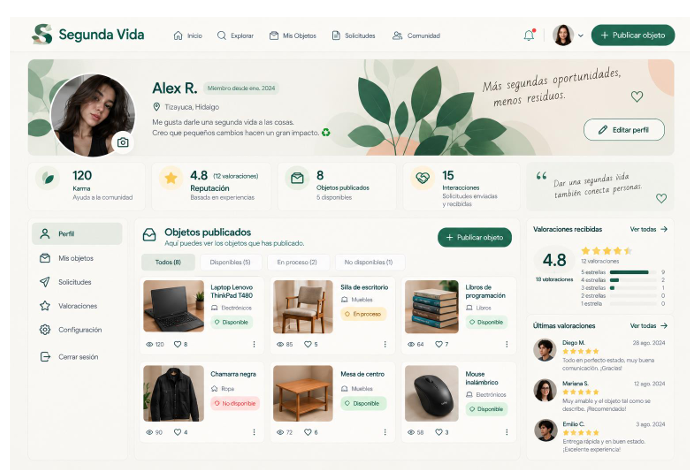 Segunda Vida
Inicio
Explorar
Mis Objetos
Solicitudes
Comunidad
+ Publicar objeto
Alex R.
Miembro desde ene. 2024
Tizayuca, Hidalgo
Me gusta darle una segunda vida a las cosas.
Creo que pequeños cambios hacen un gran impacto.
Más segundas oportunidades,
menos residuos.
Editar perfil
120
Karma
Ayuda a la comunidad
4.8 (12 valoraciones)
Reputación
Basada en experiencias
8
Objetos publicados
5 disponibles
15
Interacciones
Solicitudes enviadas
y recibidas
Dar una segunda vida
también conecta personas.
Perfil
Mis objetos
Solicitudes
Valoraciones
Configuración
Cerrar sesión
Objetos publicados
Aquí puedes ver los objetos que has publicado.
+ Publicar objeto
Todos (8)
Disponibles (5)
En proceso (2)
No disponibles (1)
Laptop Lenovo
ThinkPad T480
Electrónicos
Disponible
120
8
Silla de escritorio
Muebles
En proceso
85
5
Libros de
programación
Libros
Disponible
64
7
Chamarra negra
Ropa
No disponible
90
4
Mesa de centro
Muebles
Disponible
72
6
Mouse
inalámbrico
Electrónicos
Disponible
58
3
Valoraciones recibidas
Ver todas
4.8
12 valoraciones
5 estrellas 9
4 estrellas 2
3 estrellas 1
2 estrellas 0
1 estrella 0
Últimas valoraciones
Ver todas
Diego M.
28 ago. 2024
Todo en perfecto estado, muy buena
comunicación. ¡Gracias!
Mariana S.
12 ago. 2024
Muy amable y el objeto tal como se
describe. ¡Recomendado!
Emilio C.
3 ago. 2024
Entrega rápida y en buen estado.
¡Excelente experiencia!